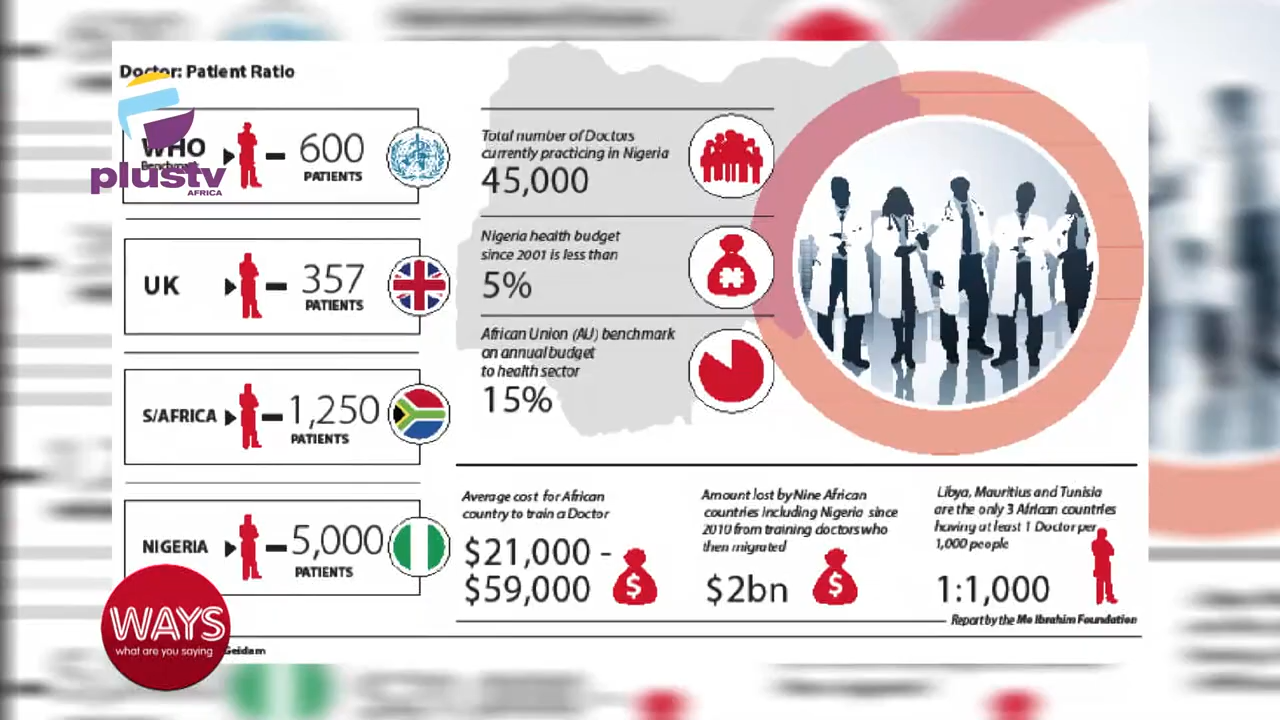 Doctor: Patient Ratio
plustv
AFRICA
WHO
600
PATIENTS
UK
357
PATIENTS
S/AFRICA
1,250
PATIENTS
NIGERIA
5,000
PATIENTS
Total number of Doctors
currently practicing in Nigeria
45,000
Nigeria health budget
since 2001 is less than
5%
African Union (AU) benchmark
on annual budget
to health sector
15%
Average cost for African
country to train a Doctor
$21,000 -
$59,000
Amount lost by Nine African
countries including Nigeria since
2010 from training doctors who
then migrated
$2bn
Libya, Mauritius and Tunisia
are the only 3 African countries
having at least 1 Doctor per
1,000 people
1:1,000
Report by the Mo Ibrahim Foundation
WAYS
what are you saying
Geidam